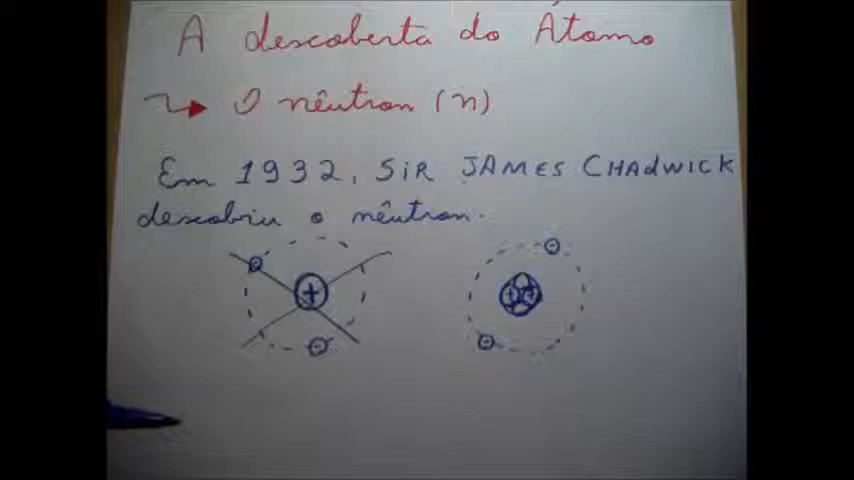 A descoberta do Átomo
O nêutron (n)
Em 1932, SiR JAMES CHADWICK
descobriu o nêutron.
+
-
-
-
+ +
-